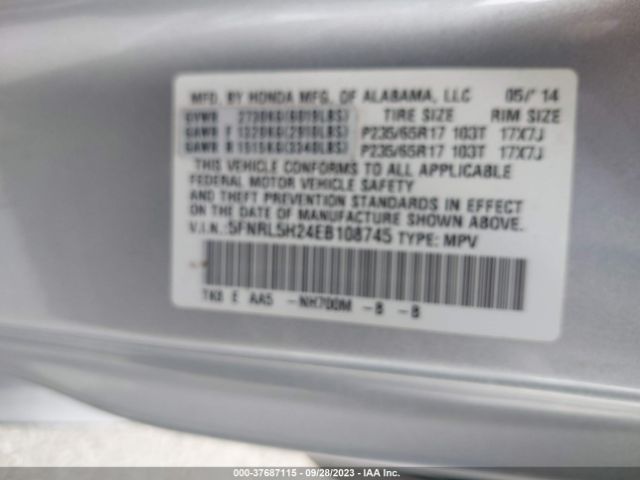 MFD. BY HONDA MFG. OF ALABAMA, LLC 05/'14
GVWR 2730KG(6019LBS) TIRE SIZE RIM SIZE
GAWR F 1320KG(2910LBS) P235/65R17 103T 17X7J
GAWR R 1515KG(3340LBS) P235/65R17 103T 17X7J
THIS VEHICLE CONFORMS TO ALL APPLICABLE
FEDERAL MOTOR VEHICLE SAFETY
AND THEFT PREVENTION STANDARDS IN EFFECT
ON THE DATE OF MANUFACTURE SHOWN ABOVE.
V.I.N.:5FNRL5H24EB108745 TYPE: MPV
TK8 E AA5 -NH700M -B -B
000-37687115 - 09/28/2023 - IAA Inc.